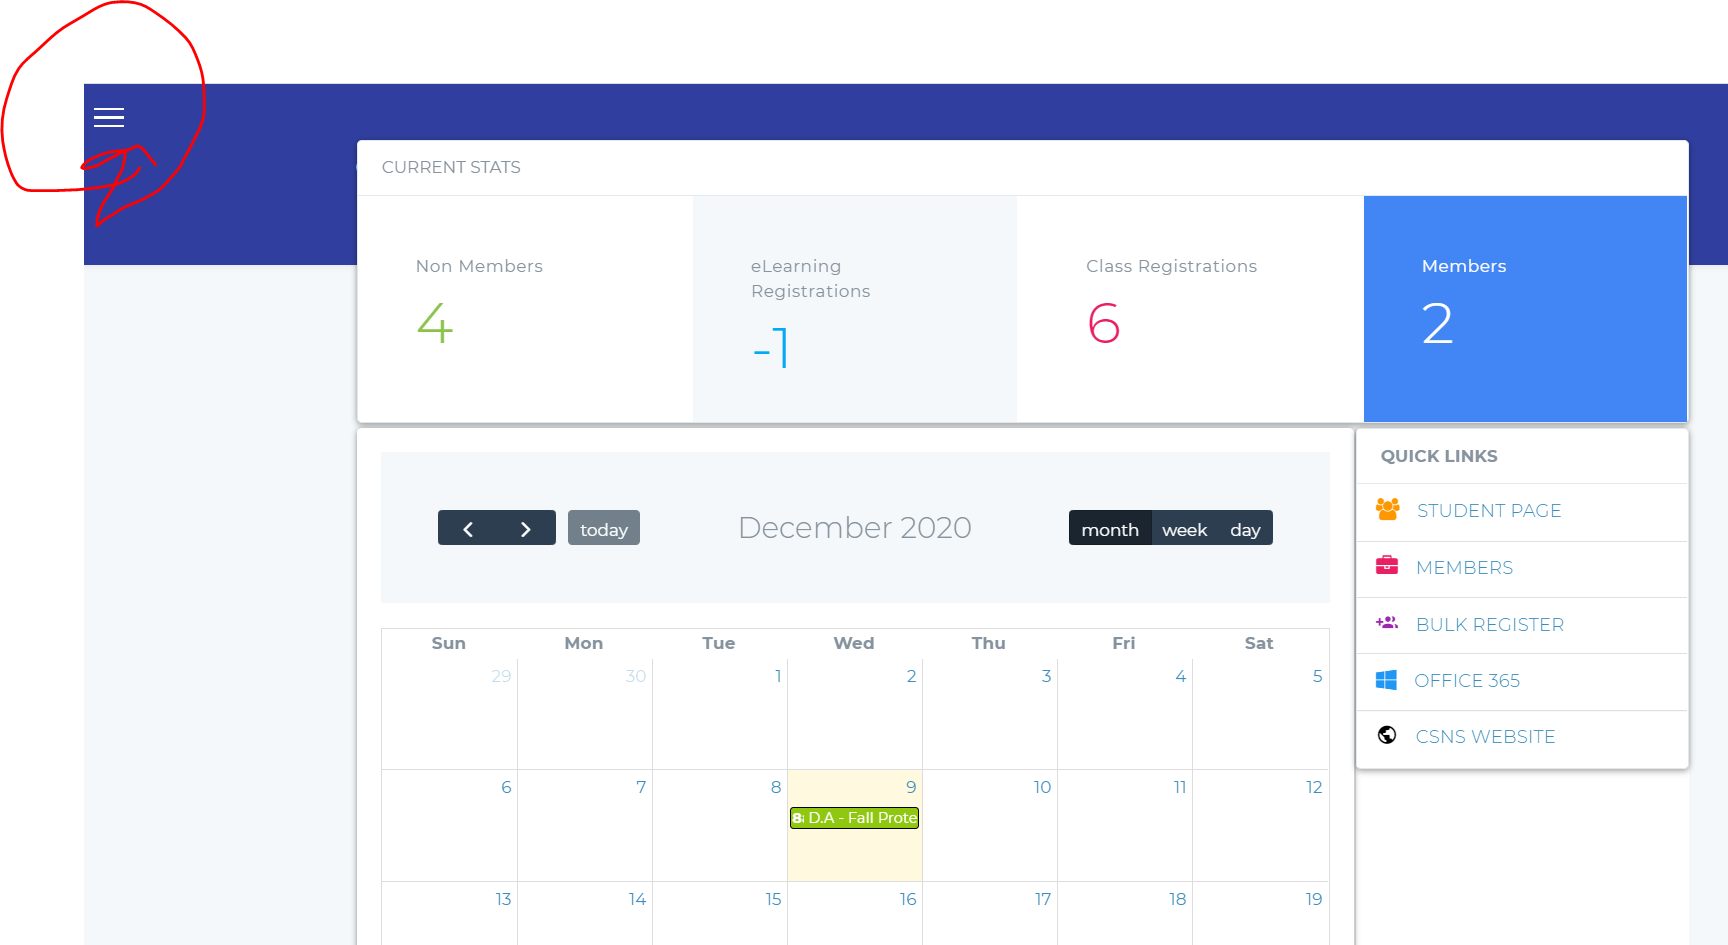 CURRENT STATS
Non Members
4
eLearning
Registrations
-1
Class Registrations
6
Members
2
today
December 2020
month week day
Sun Mon Tue Wed Thu Fri Sat
29 30 1 2 3 4 5
6 7 8 9 10 11 12
D.A - Fall Prote
13 14 15 16 17 18 19
QUICK LINKS
STUDENT PAGE
MEMBERS
BULK REGISTER
OFFICE 365
CSNS WEBSITE